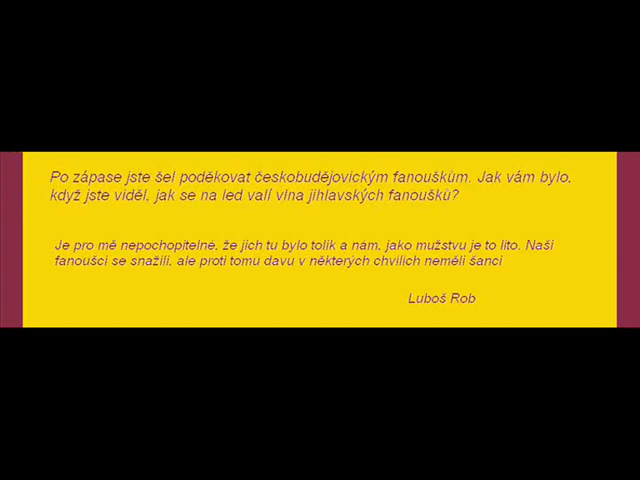 Po zápase jste šel poděkovat českobudějovickým fanouškům. Jak vám bylo,
když jste viděl, jak se na led valí vlna jihlavských fanoušků?
Je pro mě nepochopitelné, že jich tu bylo tolik a nám, jako mužstvu je to líto. Naši
fanoušci se snažili, ale proti tomu davu v některých chvílích neměli šanci
Luboš Rob